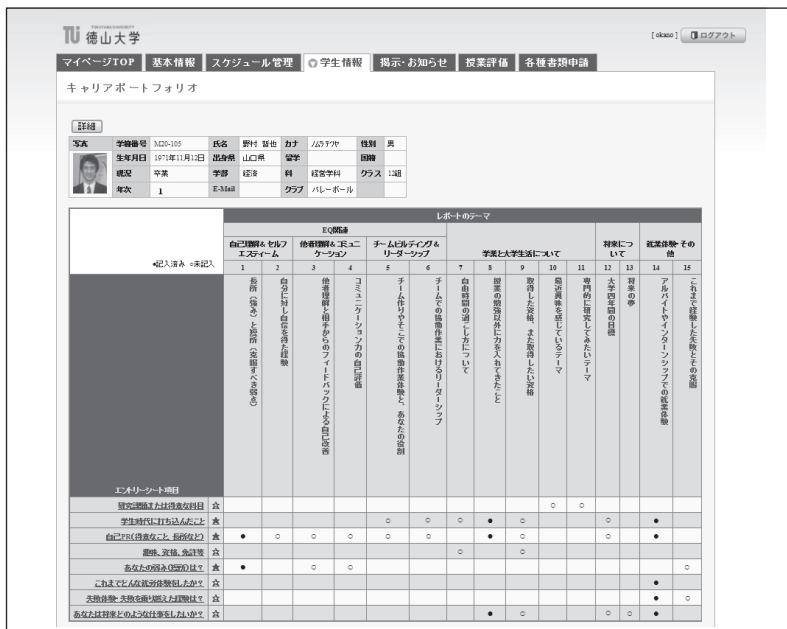 TOKUYAMA UNIVERSITY
徳山大学
[ okano ] ログアウト
マイページTOP 基本情報 スケジュール管理 学生情報 掲示・お知らせ 授業評価 各種書類申請
キャリアポートフォリオ
詳細
写真 学籍番号 M20-105 氏名 野村 哲也 カナ ノムラ テツヤ 性別 男
生年月日 1971年11月12日 出身県 山口県 留学 国籍
現況 卒業 学部 経済 科 経営学科 クラス 12組
年次 1 E-Mail クラブ バレーボール
レポートのテーマ
EQ関連
自己理解& セルフエスティーム
他者理解& コミュニケーション
チームビルディング& リーダーシップ
学業と大学生活について
将来について
就業体験・その他
●記入済み ○未記入
1 2 3 4 5 6 7 8 9 10 11 12 13 14 15
長所（強み）と短所（克服すべき弱点）
自分に対し自信を得た経験
他者理解と相手からのフィードバックによる自己改善
コミュニケーション力の自己評価
チーム作りやそこでの協働作業体験と、あなたの役割
チームでの協働作業におけるリーダーシップ
自由時間の過ごし方について
授業の勉強以外に力を入れてきたこと
取得した資格、また取得したい資格
最近興味を感じているテーマ
専門的に研究してみたいテーマ
大学四年間の目標
将来の夢
アルバイトやインターンシップでの就業体験
これまで経験した失敗とその克服
エントリーシート項目
研究課題または得意な科目 ☆ ○ ○
学生時代に打ち込んだこと ★ ○ ○ ○ ● ○ ○ ●
自己PR(得意なこと、長所など) ★ ● ○ ○ ○ ○ ○ ● ○ ○ ●
趣味、資格、免許等 ☆ ○ ○
あなたの弱み(短所)は？ ★ ● ○ ○ ○
これまでどんな就労体験をしたか？ ☆ ●
失敗体験・失敗を乗り越えた経験は？ ☆ ● ○
あなたは将来どのような仕事をしたいか？ ☆ ● ○ ○ ○ ●